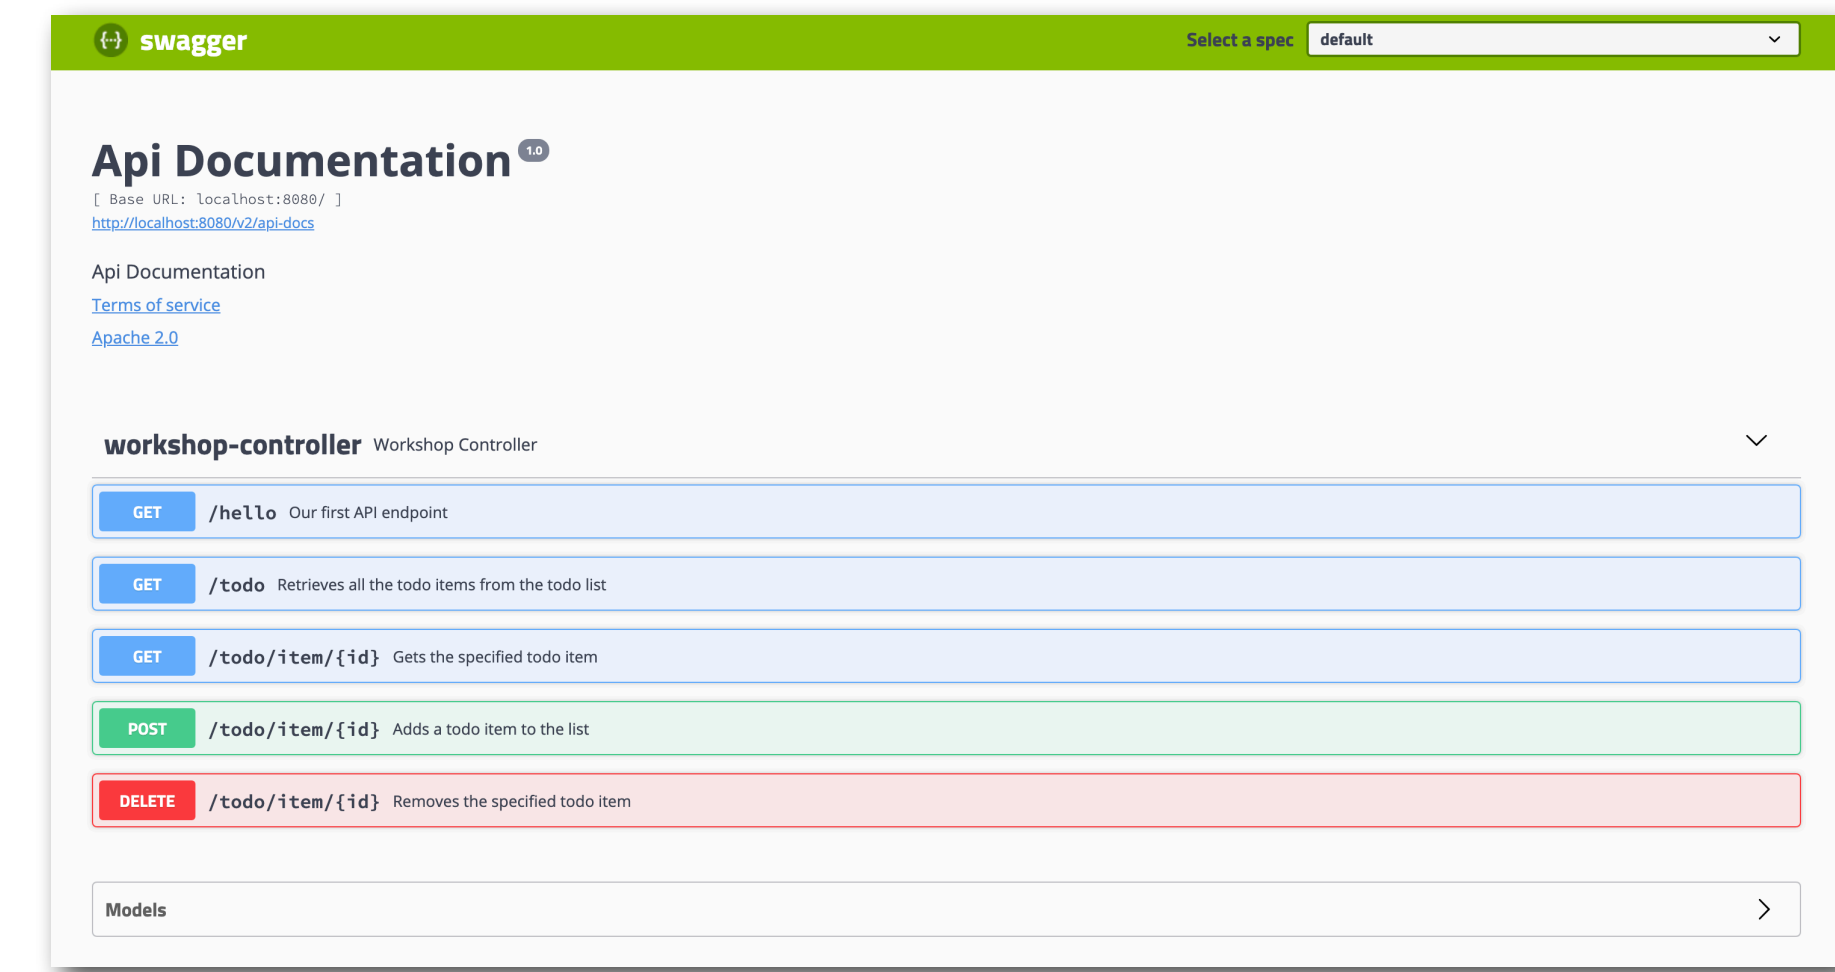 swagger
Select a spec default
Api Documentation 1.0
[ Base URL: localhost:8080/ ]
http://localhost:8080/v2/api-docs
Api Documentation
Terms of service
Apache 2.0
workshop-controller Workshop Controller
GET /hello Our first API endpoint
GET /todo Retrieves all the todo items from the todo list
GET /todo/item/{id} Gets the specified todo item
POST /todo/item/{id} Adds a todo item to the list
DELETE /todo/item/{id} Removes the specified todo item
Models